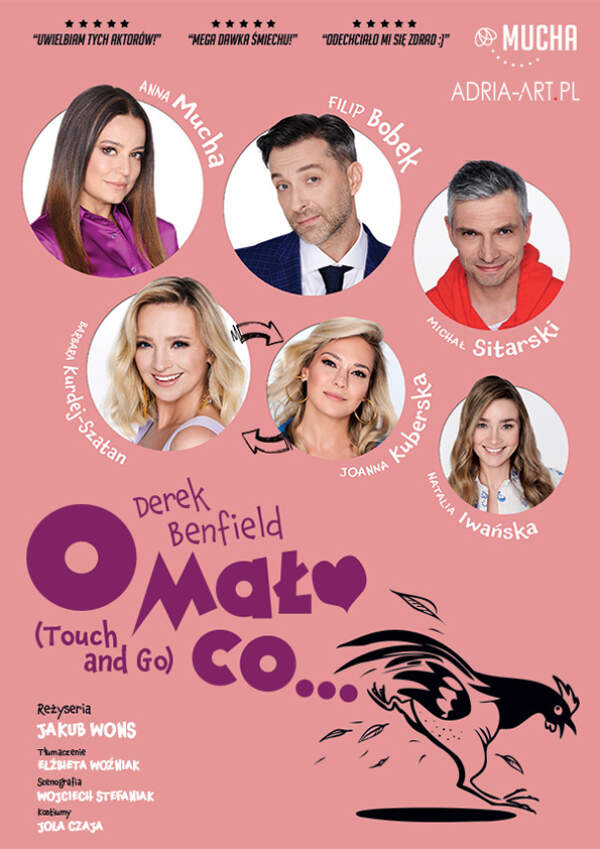 ★★★★★ ★★★★★ ★★★★★
"UWIELBIAM TYCH AKTORÓW!" "MEGA DAWKA ŚMIECHU!" "ODECHCIAŁO MI SIĘ ZDRAD :)"
MUCHA
ADRIA-ART.PL
ANNA Mucha
FILIP Bobek
MICHAŁ Sitarski
BARBARA Kurdej-Szatan
JOANNA Kuberska
NATALIA Iwańska
Derek
Benfield
O Mało
(Touch
and Go)
co...
Reżyseria
JAKUB WONS
Tłumaczenie
ELŻBIETA WOŹNIAK
Scenografia
WOJCIECH STEFANIAK
Kostiumy
JOLA CZAJA